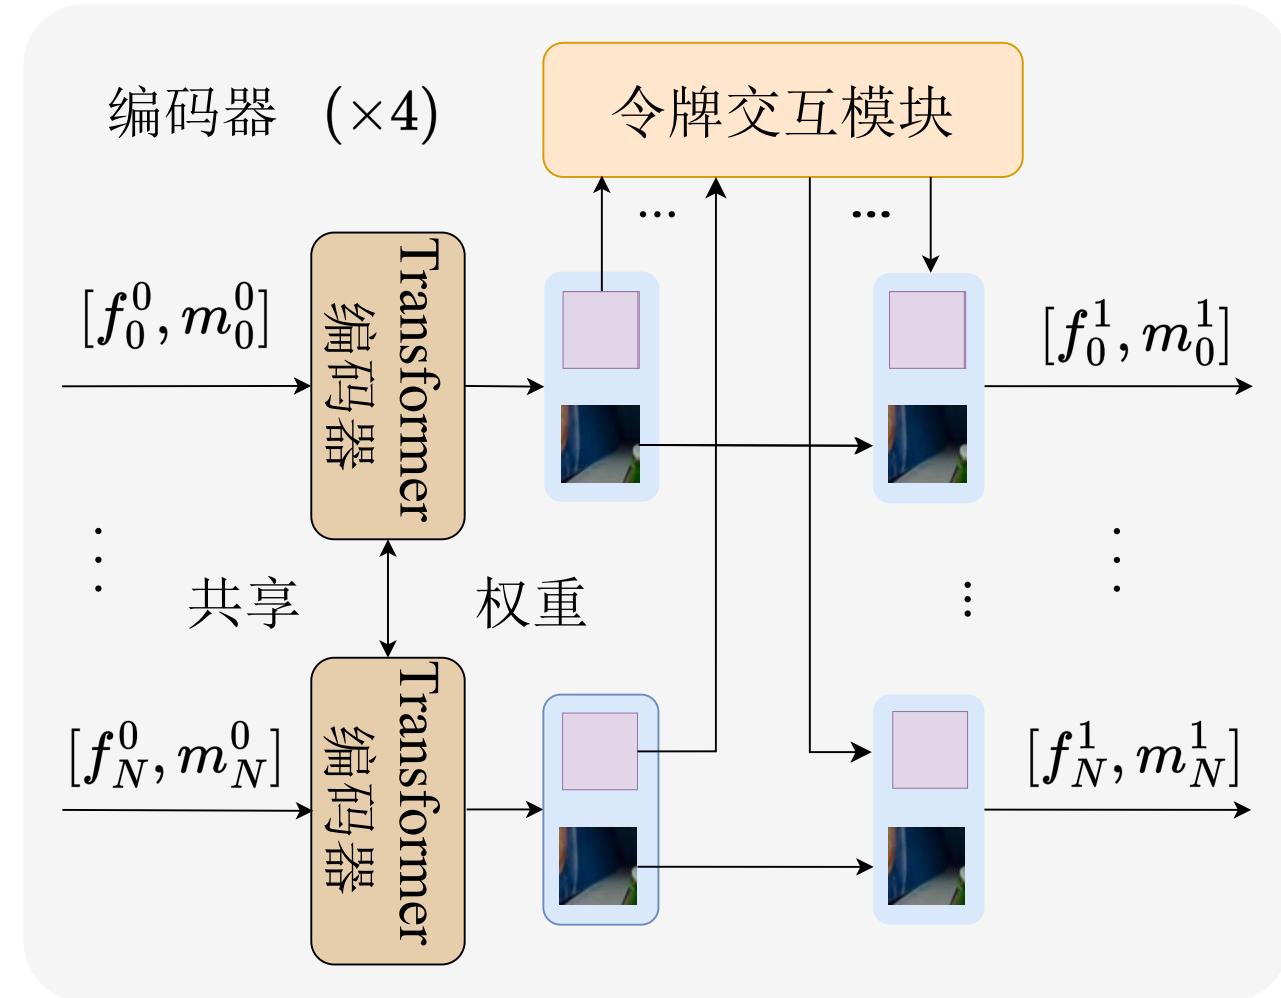 编码器 (×4)
令牌交互模块
...
...
[f_0^0, m_0^0]
Transformer
编码器
[f_0^1, m_0^1]
共享 权重
[f_N^0, m_N^0]
Transformer
编码器
[f_N^1, m_N^1]